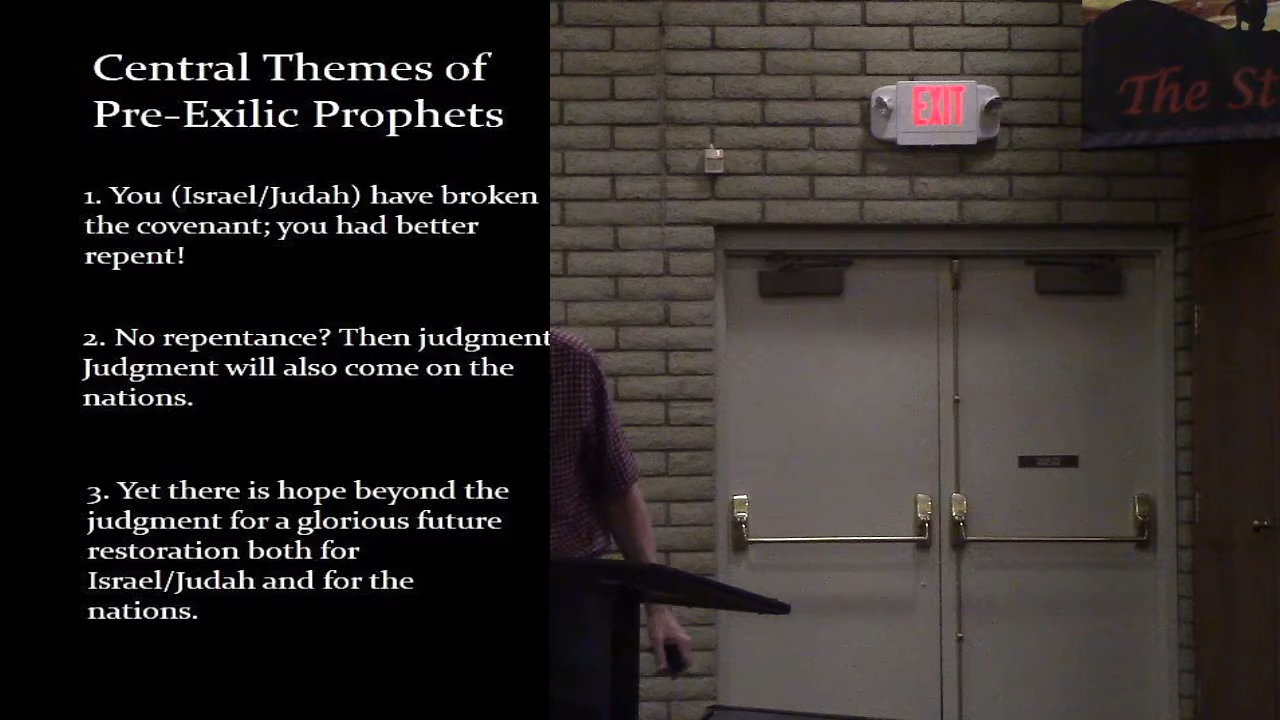 Central Themes of
Pre-Exilic Prophets
1. You (Israel/Judah) have broken
the covenant; you had better
repent!
2. No repentance? Then judgment
Judgment will also come on the
nations.
3. Yet there is hope beyond the
judgment for a glorious future
restoration both for
Israel/Judah and for the
nations.
EXIT
The St